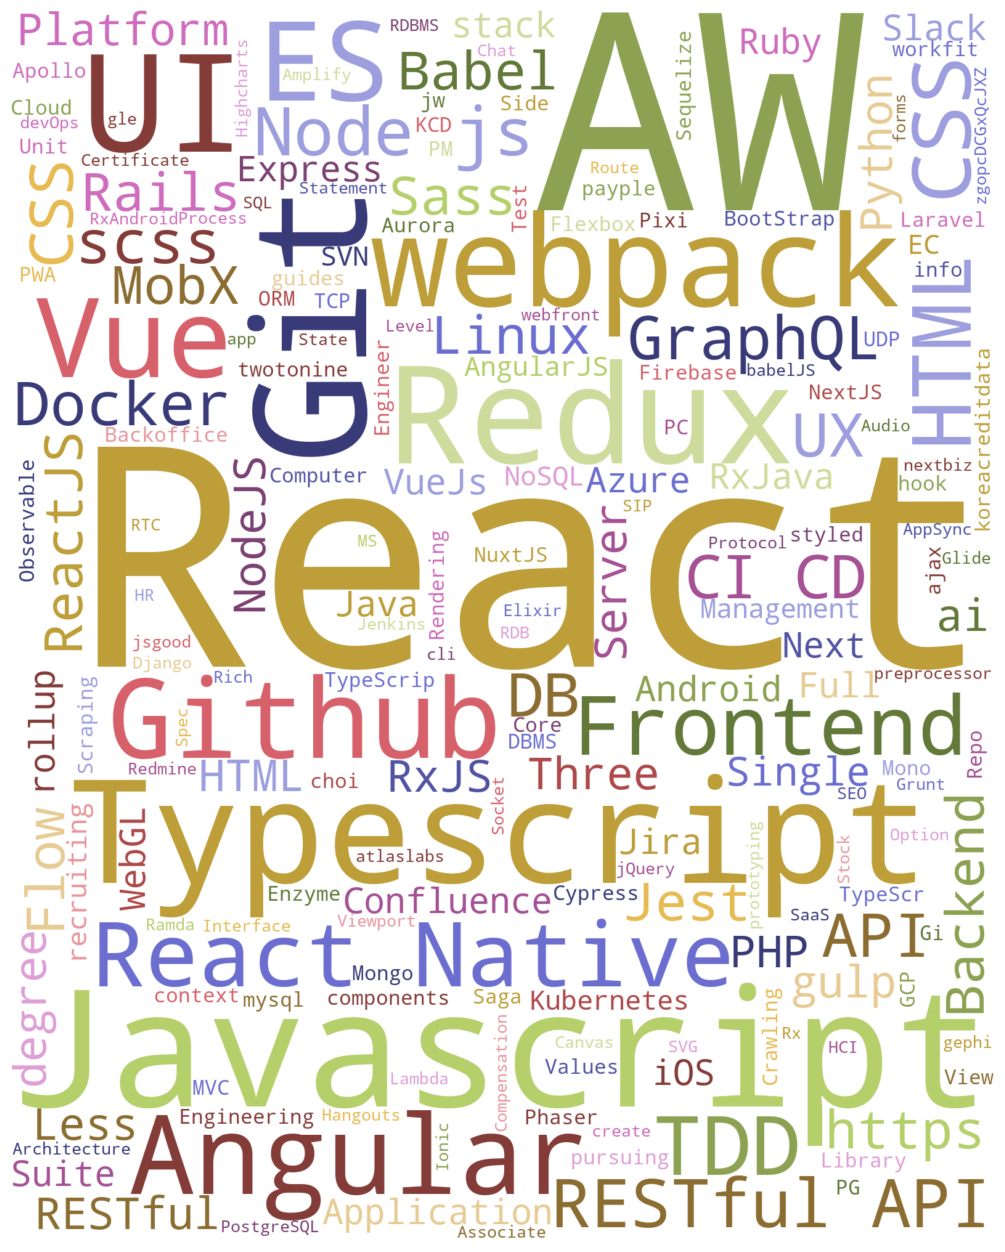 Platform
ES
RDBMS
stack
AW
Ruby
Slack
workfit
Apollo
UI
Highcharts
Amplify
Chat
Babel
Sequelize
Python
forms
CSS
zgopcDCGxQcJXZ
Cloud
devOps
gle
Unit
Node js
jw
KCD
PM
Side
Certificate
Express
Route
payple
CSS
Rails
Statement
Sass
Test
RxAndroidProcess
SQL
Git
Aurora
Flexbox
Pixi
BootStrap
Laravel
scss
SVN
webpack
EC
PWA
MobX
guides
info
HTML
ORM
TCP
Vue
app
State
Level
webfront
Linux
GraphQL
UDP
twotonine
Engineer
AngularJS
Firebase
babelJS
koreacreditdata
Docker
Redux
NextJS
Backoffice
PC
UX
Audio
ReactJS
Observable
NodeJS
Computer
VueJs
NoSQL
Azure
RxJava
nextbiz
hook
React
SIP
RTC
MS
NuxtJS
Server
Protocol
styled
AppSync
Glide
ajax
CI CD
HR
Java
Jenkins
Rendering
Elixir
RDB
Management
ai
jsgood
Django
cli
Next
Rich
TypeScrip
preprocessor
rollup
Scraping
Spec
Github
DB
Android
Full
Core
DBMS
Frontend
Repo
Redmine
HTML
choi
RxJS
Socket
Three
Single
Mono
Grunt
SEO
Typescript
Flow
recruiting
WebGL
atlaslabs
Jira
jQuery
prototyping
Stock
Option
Backend
Enzyme
Confluence
Cypress
Jest
TypeScr
SaaS
Ramda
Interface
Viewport
API
Gi
degree
React Native
PHP
Mongo
gulp
GCP
context
mysql
components
Saga
Kubernetes
Crawling
Javascript
Compensation
Canvas
SVG
Rx
HCI
gephi
Values
iOS
View
MVC
Lambda
Less
Engineering
Hangouts
Phaser
create
TDD
https
Architecture
Angular
Ionic
pursuing
Library
Suite
PG
RESTful
PostgreSQL
Application
Associate
RESTful API